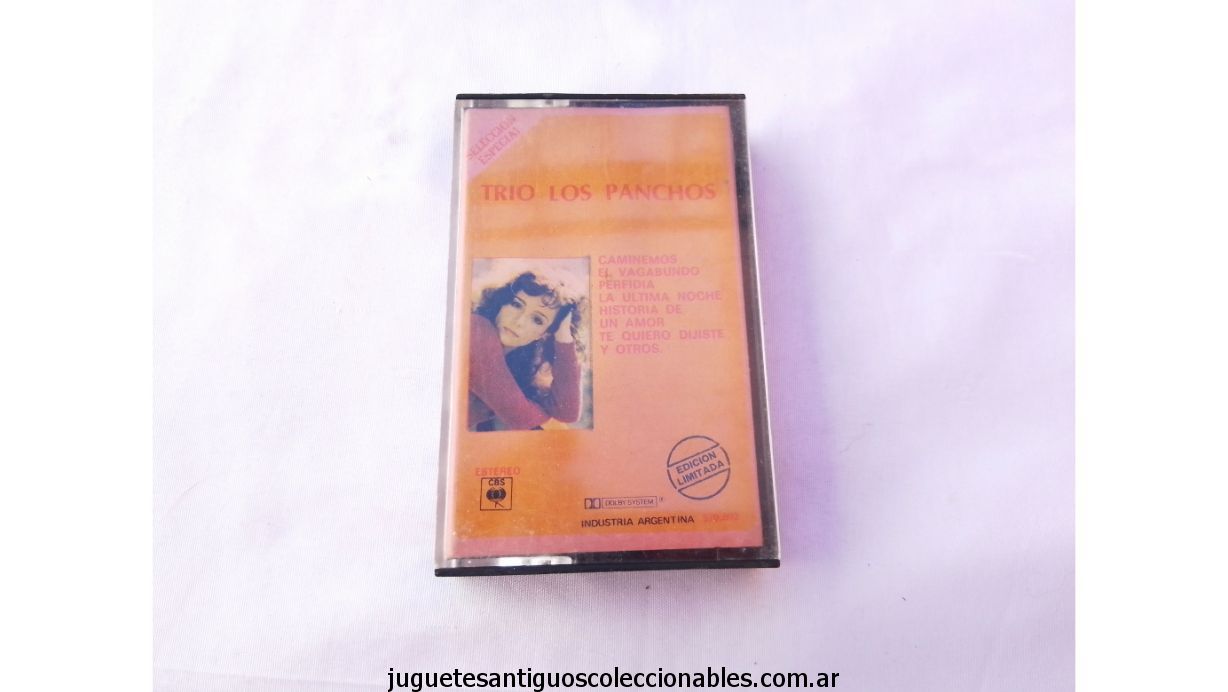 SELECCION
ESPECIAL
TRIO LOS PANCHOS
CAMINEMOS
EL VAGABUNDO
PERFIDIA
LA ULTIMA NOCHE
HISTORIA DE
UN AMOR
TE QUIERO DIJISTE
Y OTROS.
ESTEREO
CBS
EDICION
LIMITADA
DOLBY SYSTEM
INDUSTRIA ARGENTINA
juguetesantiguoscoleccionables.com.ar